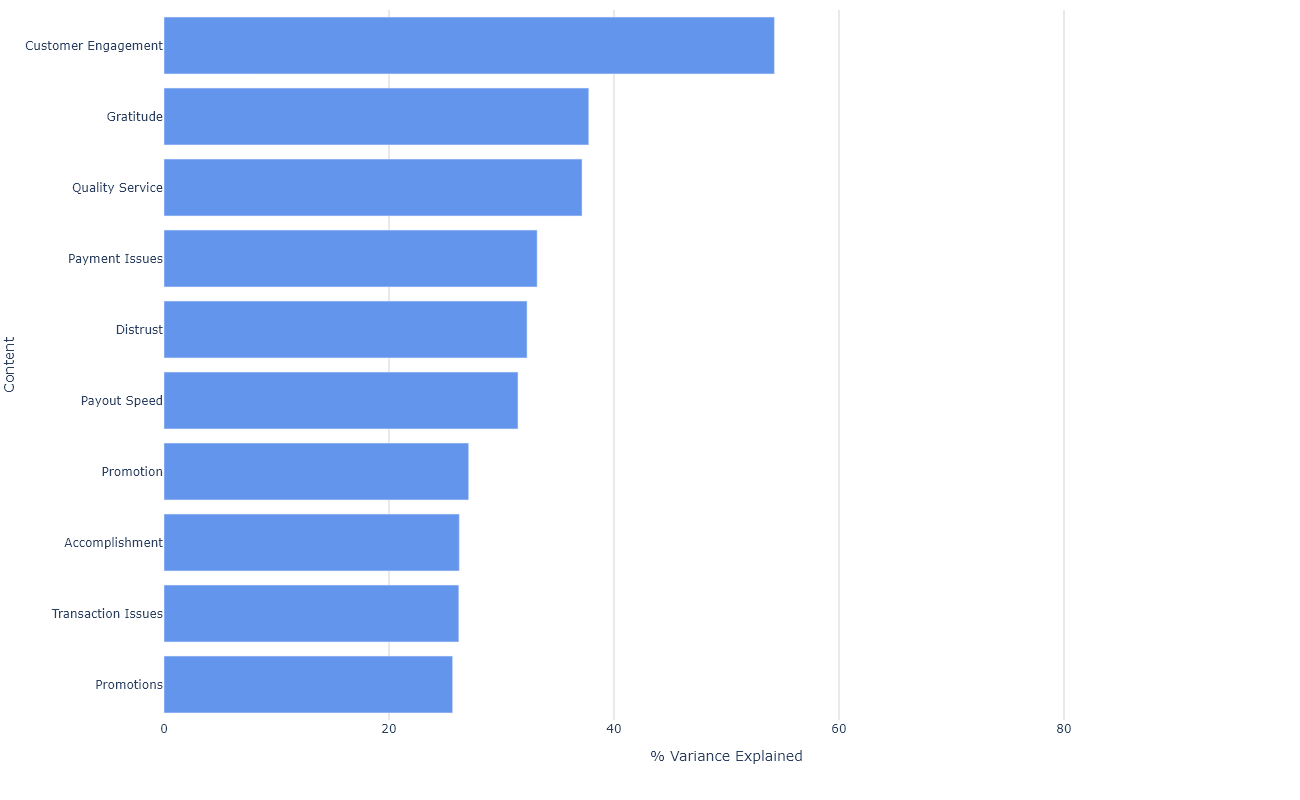 Customer Engagement
Gratitude
Quality Service
Payment Issues
Distrust
Content
Payout Speed
Promotion
Accomplishment
Transaction Issues
Promotions
0 20 40 60 80
% Variance Explained